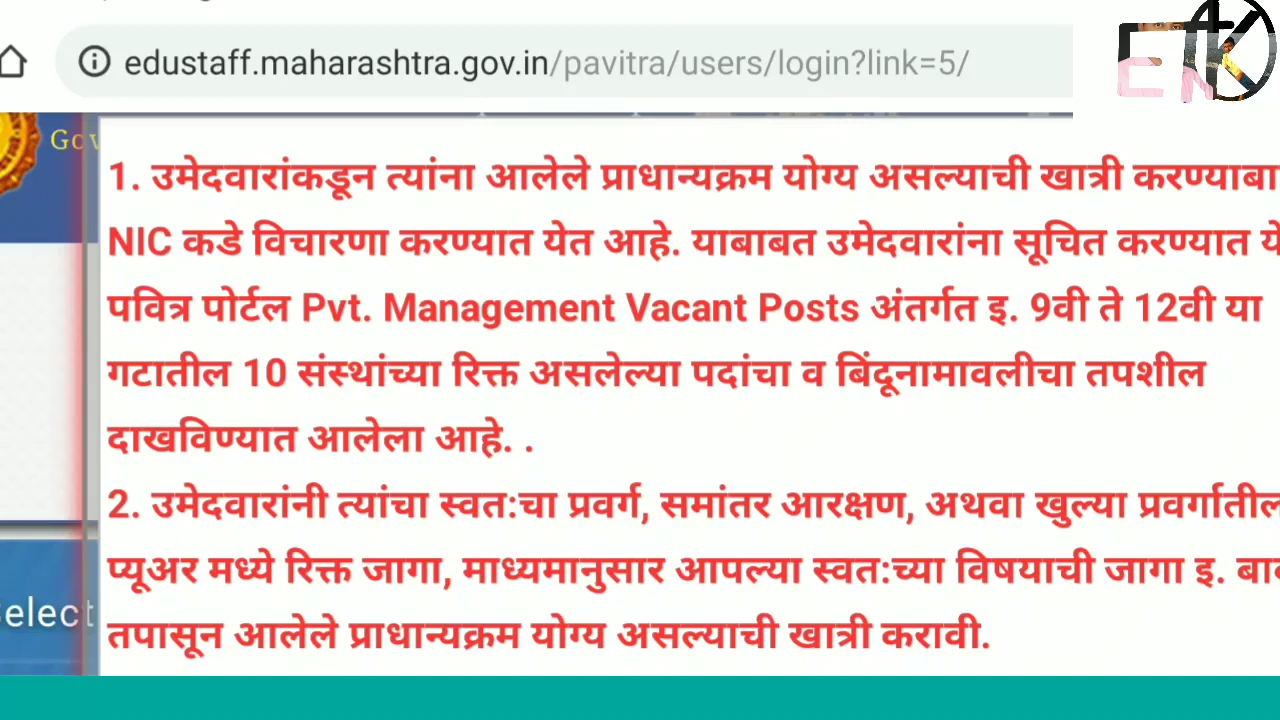 edustaff.maharashtra.gov.in/pavitra/users/login?link=5/
EK
Gov
1. उमेदवारांकडून त्यांना आलेले प्राधान्यक्रम योग्य असल्याची खात्री
NIC कडे विचारणा करण्यात येत आहे. याबाबत उमेदवारांना सूचित करण्यात
पवित्र पोर्टल Pvt. Management Vacant Posts अंतर्गत इ. 9वी ते 12वी या
गटातील 10 संस्थांच्या रिक्त असलेल्या पदांचा व बिंदूनामावलीचा तपशील
दाखविण्यात आलेला आहे. .
2. उमेदवारांनी त्यांचा स्वत:चा प्रवर्ग, समांतर आरक्षण, अथवा खुल्या प्रवर्गातील
प्यूअर मध्ये रिक्त जागा, माध्यमानुसार आपल्या स्वत:च्या विषयाची जागा इ.
Select
तपासून आलेले प्राधान्यक्रम योग्य असल्याची खात्री करावी.